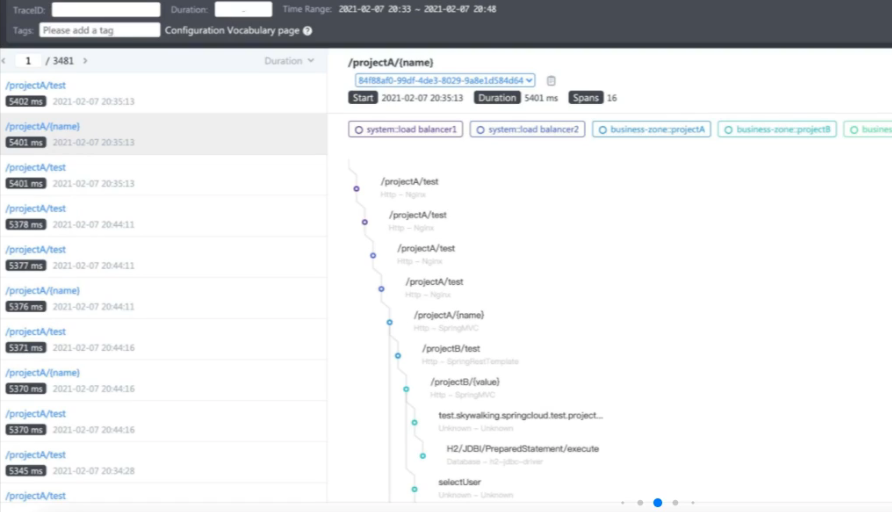 TraceID: Duration: - Time Range: 2021-02-07 20:33 ~ 2021-02-07 20:48
Tags: Please add a tag Configuration Vocabulary page ?
< 1 / 3481 > Duration
/projectA/test
5402 ms 2021-02-07 20:35:13
/projectA/{name}
5401 ms 2021-02-07 20:35:13
/projectA/test
5401 ms 2021-02-07 20:35:13
/projectA/test
5378 ms 2021-02-07 20:44:11
/projectA/test
5377 ms 2021-02-07 20:44:11
/projectA/{name}
5376 ms 2021-02-07 20:44:11
/projectA/test
5371 ms 2021-02-07 20:44:16
/projectA/{name}
5370 ms 2021-02-07 20:44:16
/projectA/test
5370 ms 2021-02-07 20:44:16
/projectA/test
5345 ms 2021-02-07 20:34:28
/projectA/test
/projectA/{name}
84f88af0-99df-4de3-8029-9a8e1d584d64
Start 2021-02-07 20:35:13 Duration 5401 ms Spans 16
system::load balancer1 system::load balancer2 business-zone::projectA business-zone::projectB busines
/projectA/test
Http - Nginx
/projectA/test
Http - Nginx
/projectA/test
Http - Nginx
/projectA/test
Http - Nginx
/projectA/{name}
Http - SpringMVC
/projectB/test
Http - SpringRestTemplate
/projectB/{value}
Http - SpringMVC
test.skywalking.springcloud.test.project...
Unknown - Unknown
H2/JDBI/PreparedStatement/execute
Database - h2-jdbc-driver
selectUser
Unknown - Unknown